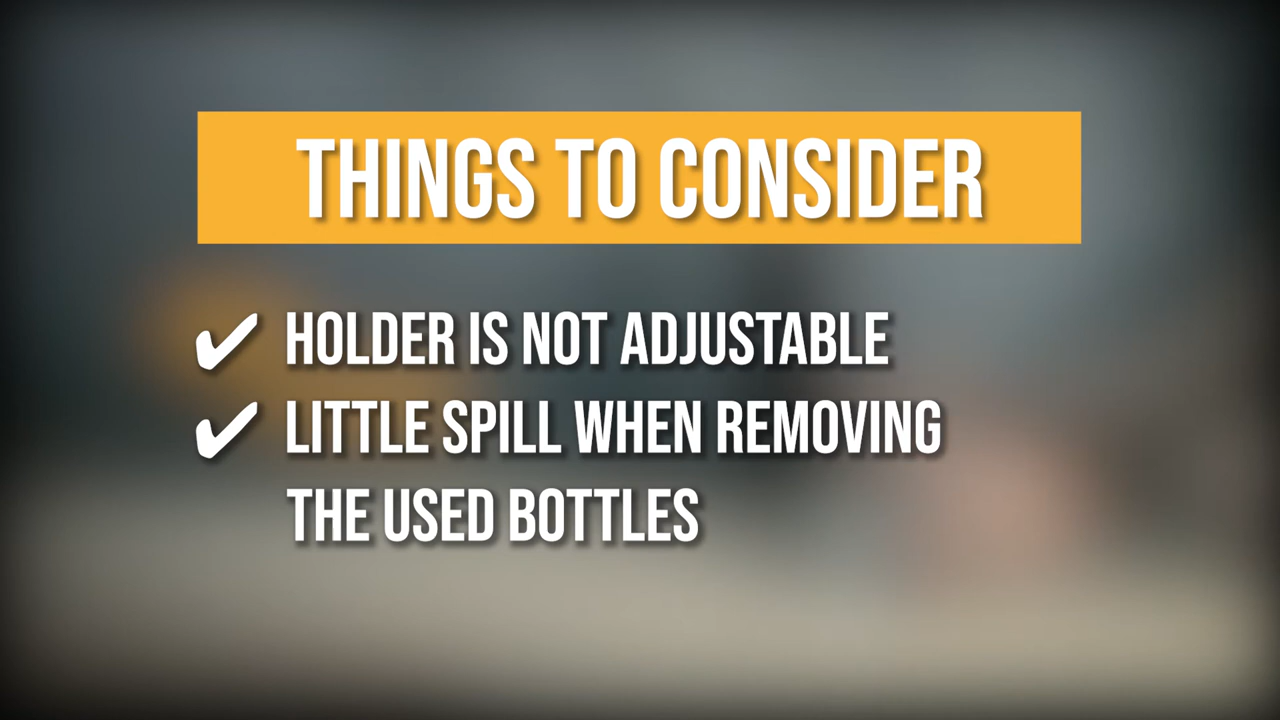 THINGS TO CONSIDER
✔ HOLDER IS NOT ADJUSTABLE
✔ LITTLE SPILL WHEN REMOVING
THE USED BOTTLES